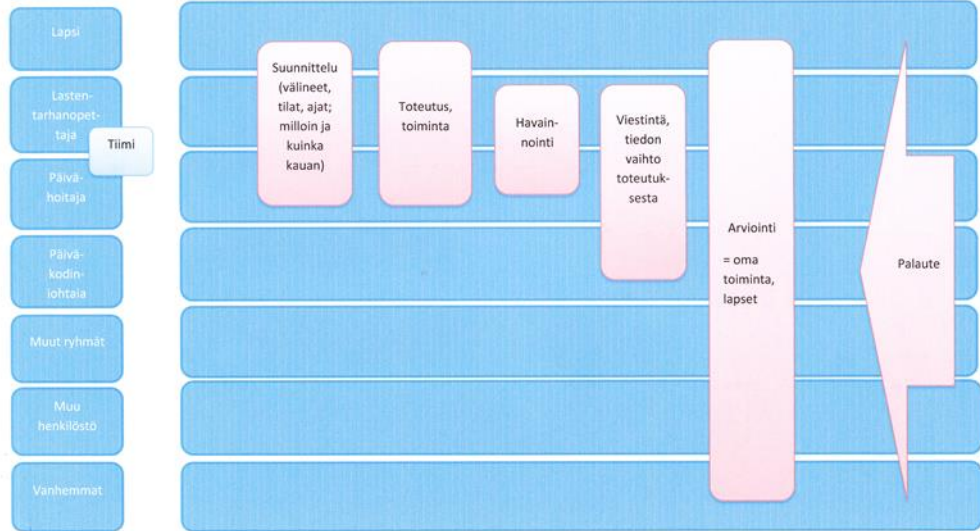 Lapsi
Lasten-
tarhanopet-
taja
Tiimi
Päivä-
hoitaja
Päivä-
kodin-
johtaja
Muut ryhmät
Muu
henkilöstö
Vanhemmat
Suunnittelu
(välineet,
tilat, ajat;
milloin ja
kuinka
kauan)
Toteutus,
toiminta
Havain-
nointi
Viestintä,
tiedon
vaihto
toteutuk-
sesta
Arviointi
= oma
toiminta,
lapset
Palaute